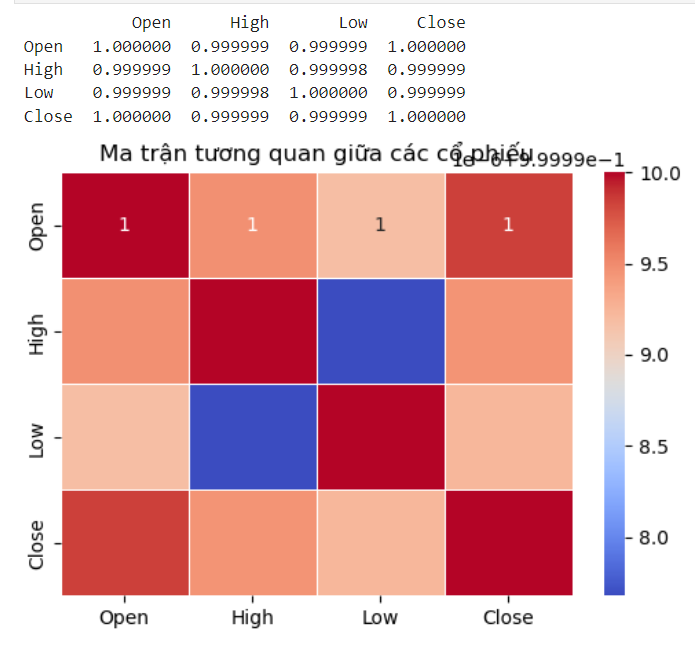 Open High Low Close
Open 1.000000 0.999999 0.999999 1.000000
High 0.999999 1.000000 0.999998 0.999999
Low 0.999999 0.999998 1.000000 0.999999
Close 1.000000 0.999999 0.999999 1.000000
Ma trận tương quan giữa các cổ phiếu
1e−6+9.9999e−1
Open 1 1 1 1
High
Low
Close
Open High Low Close
10.0
9.5
9.0
8.5
8.0